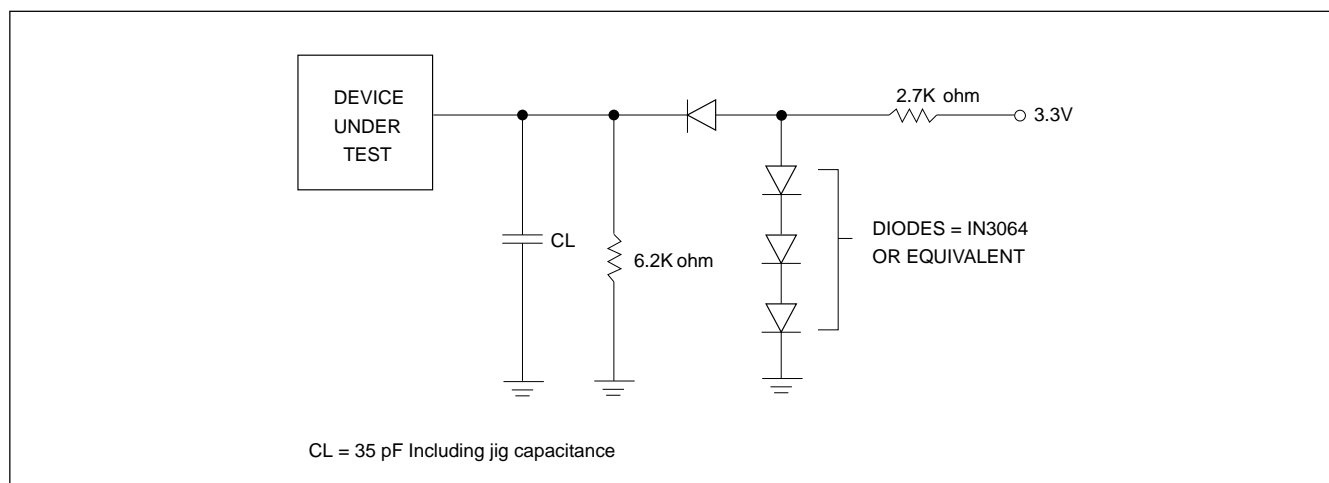 DEVICE
UNDER
TEST
2.7K ohm
3.3V
CL
6.2K ohm
DIODES = IN3064
OR EQUIVALENT
CL = 35 pF Including jig capacitance